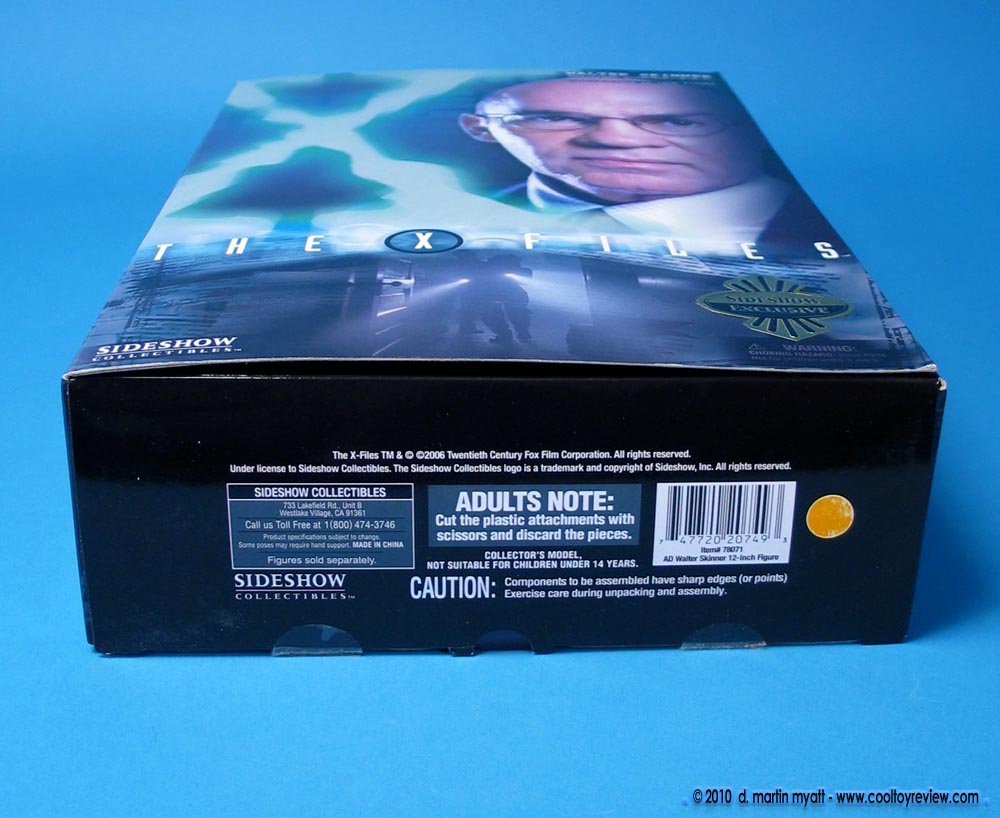 WALTER SKINNER
THE X FILES
SIDESHOW
EXCLUSIVE
SIDESHOW
COLLECTIBLES™
WARNING:
CHOKING HAZARD-
The X-Files TM & © ©2006 Twentieth Century Fox Film Corporation. All rights reserved.
Under license to Sideshow Collectibles. The Sideshow Collectibles logo is a trademark and copyright of Sideshow, Inc. All rights reserved.
SIDESHOW COLLECTIBLES
733 Lakefield Rd., Unit B
Westlake Village, CA 91361
Call us Toll Free at 1(800) 474-3746
Product specifications subject to change.
Some poses may require hand support. MADE IN CHINA
Figures sold separately.
SIDESHOW
COLLECTIBLES™
ADULTS NOTE:
Cut the plastic attachments with
scissors and discard the pieces.
COLLECTOR'S MODEL,
NOT SUITABLE FOR CHILDREN UNDER 14 YEARS.
CAUTION: Components to be assembled have sharp edges (or points)
Exercise care during unpacking and assembly.
7 47720 20749 3
Item# 78071
AD Walter Skinner 12-Inch Figure
© 2010 d. martin myatt - www.cooltoyreview.com